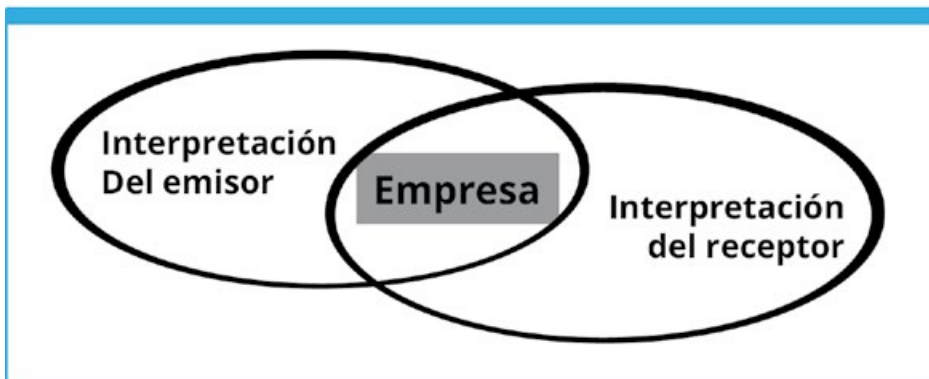 Interpretación
Del emisor
Empresa
Interpretación
del receptor